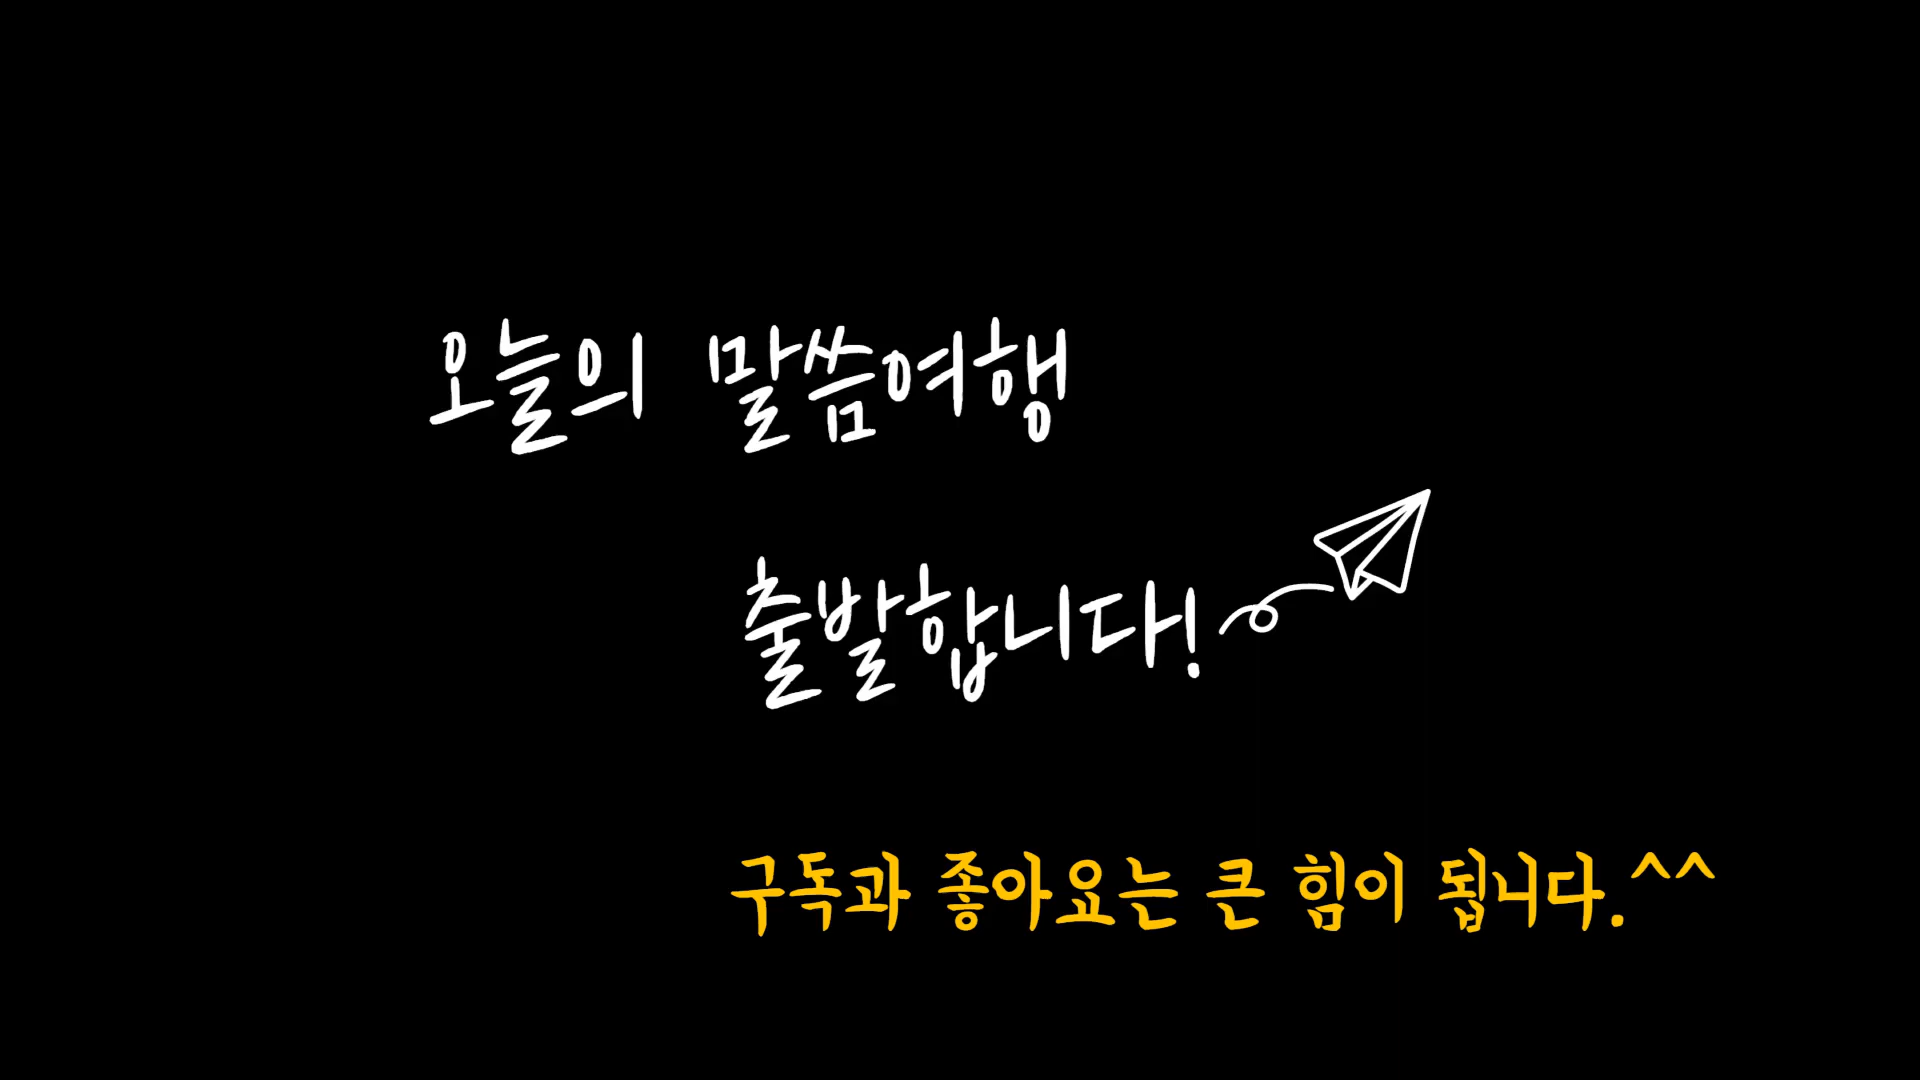 오늘의 말씀여행
출발합니다!
구독과 좋아요는 큰 힘이 됩니다.^^